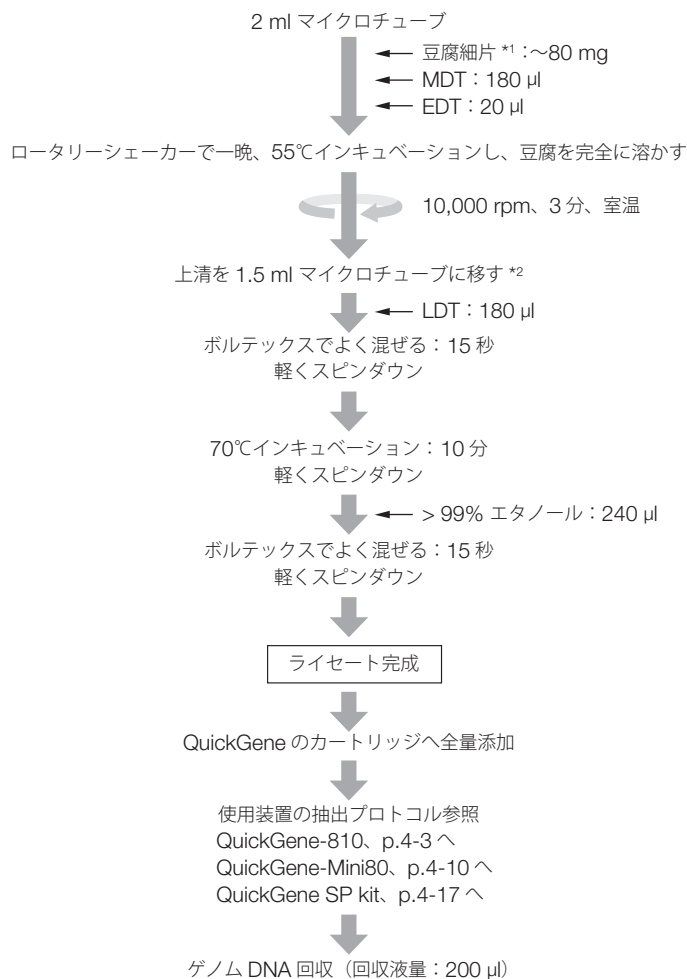 2 ml マイクロチューブ
豆腐細片 *1：〜80 mg
MDT：180 µl
EDT：20 µl
ロータリーシェーカーで一晩、55℃インキュベーションし、豆腐を完全に溶かす
10,000 rpm、3 分、室温
上清を 1.5 ml マイクロチューブに移す *2
LDT：180 µl
ボルテックスでよく混ぜる：15 秒
軽くスピンダウン
70℃インキュベーション：10 分
軽くスピンダウン
> 99% エタノール：240 µl
ボルテックスでよく混ぜる：15 秒
軽くスピンダウン
ライセート完成
QuickGene のカートリッジへ全量添加
使用装置の抽出プロトコル参照
QuickGene-810、p.4-3 へ
QuickGene-Mini80、p.4-10 へ
QuickGene SP kit、p.4-17 へ
ゲノム DNA 回収（回収液量：200 µl）